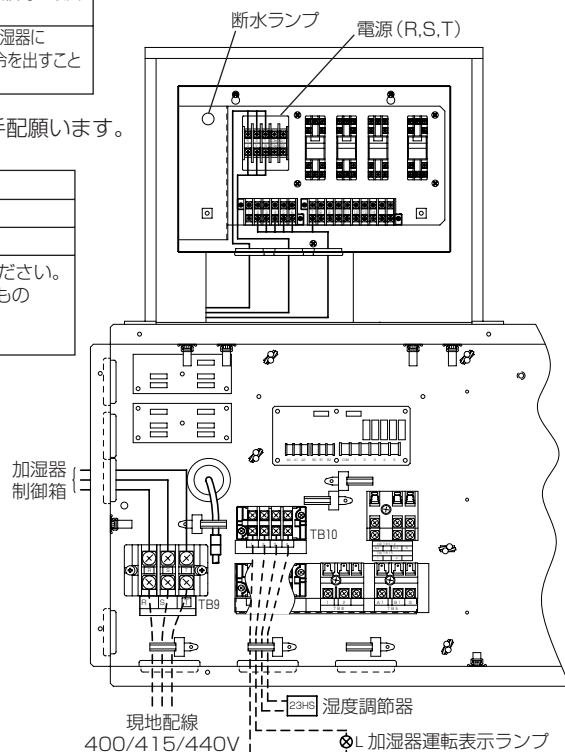 湿器に
令を出すこと
手配願います。
ださい。
もの
断水ランプ
電源(R,S,T)
加湿器
制御箱
TB10
R
S
T
TB9
23HS 湿度調節器
現地配線
400/415/440V
L 加湿器運転表示ランプ